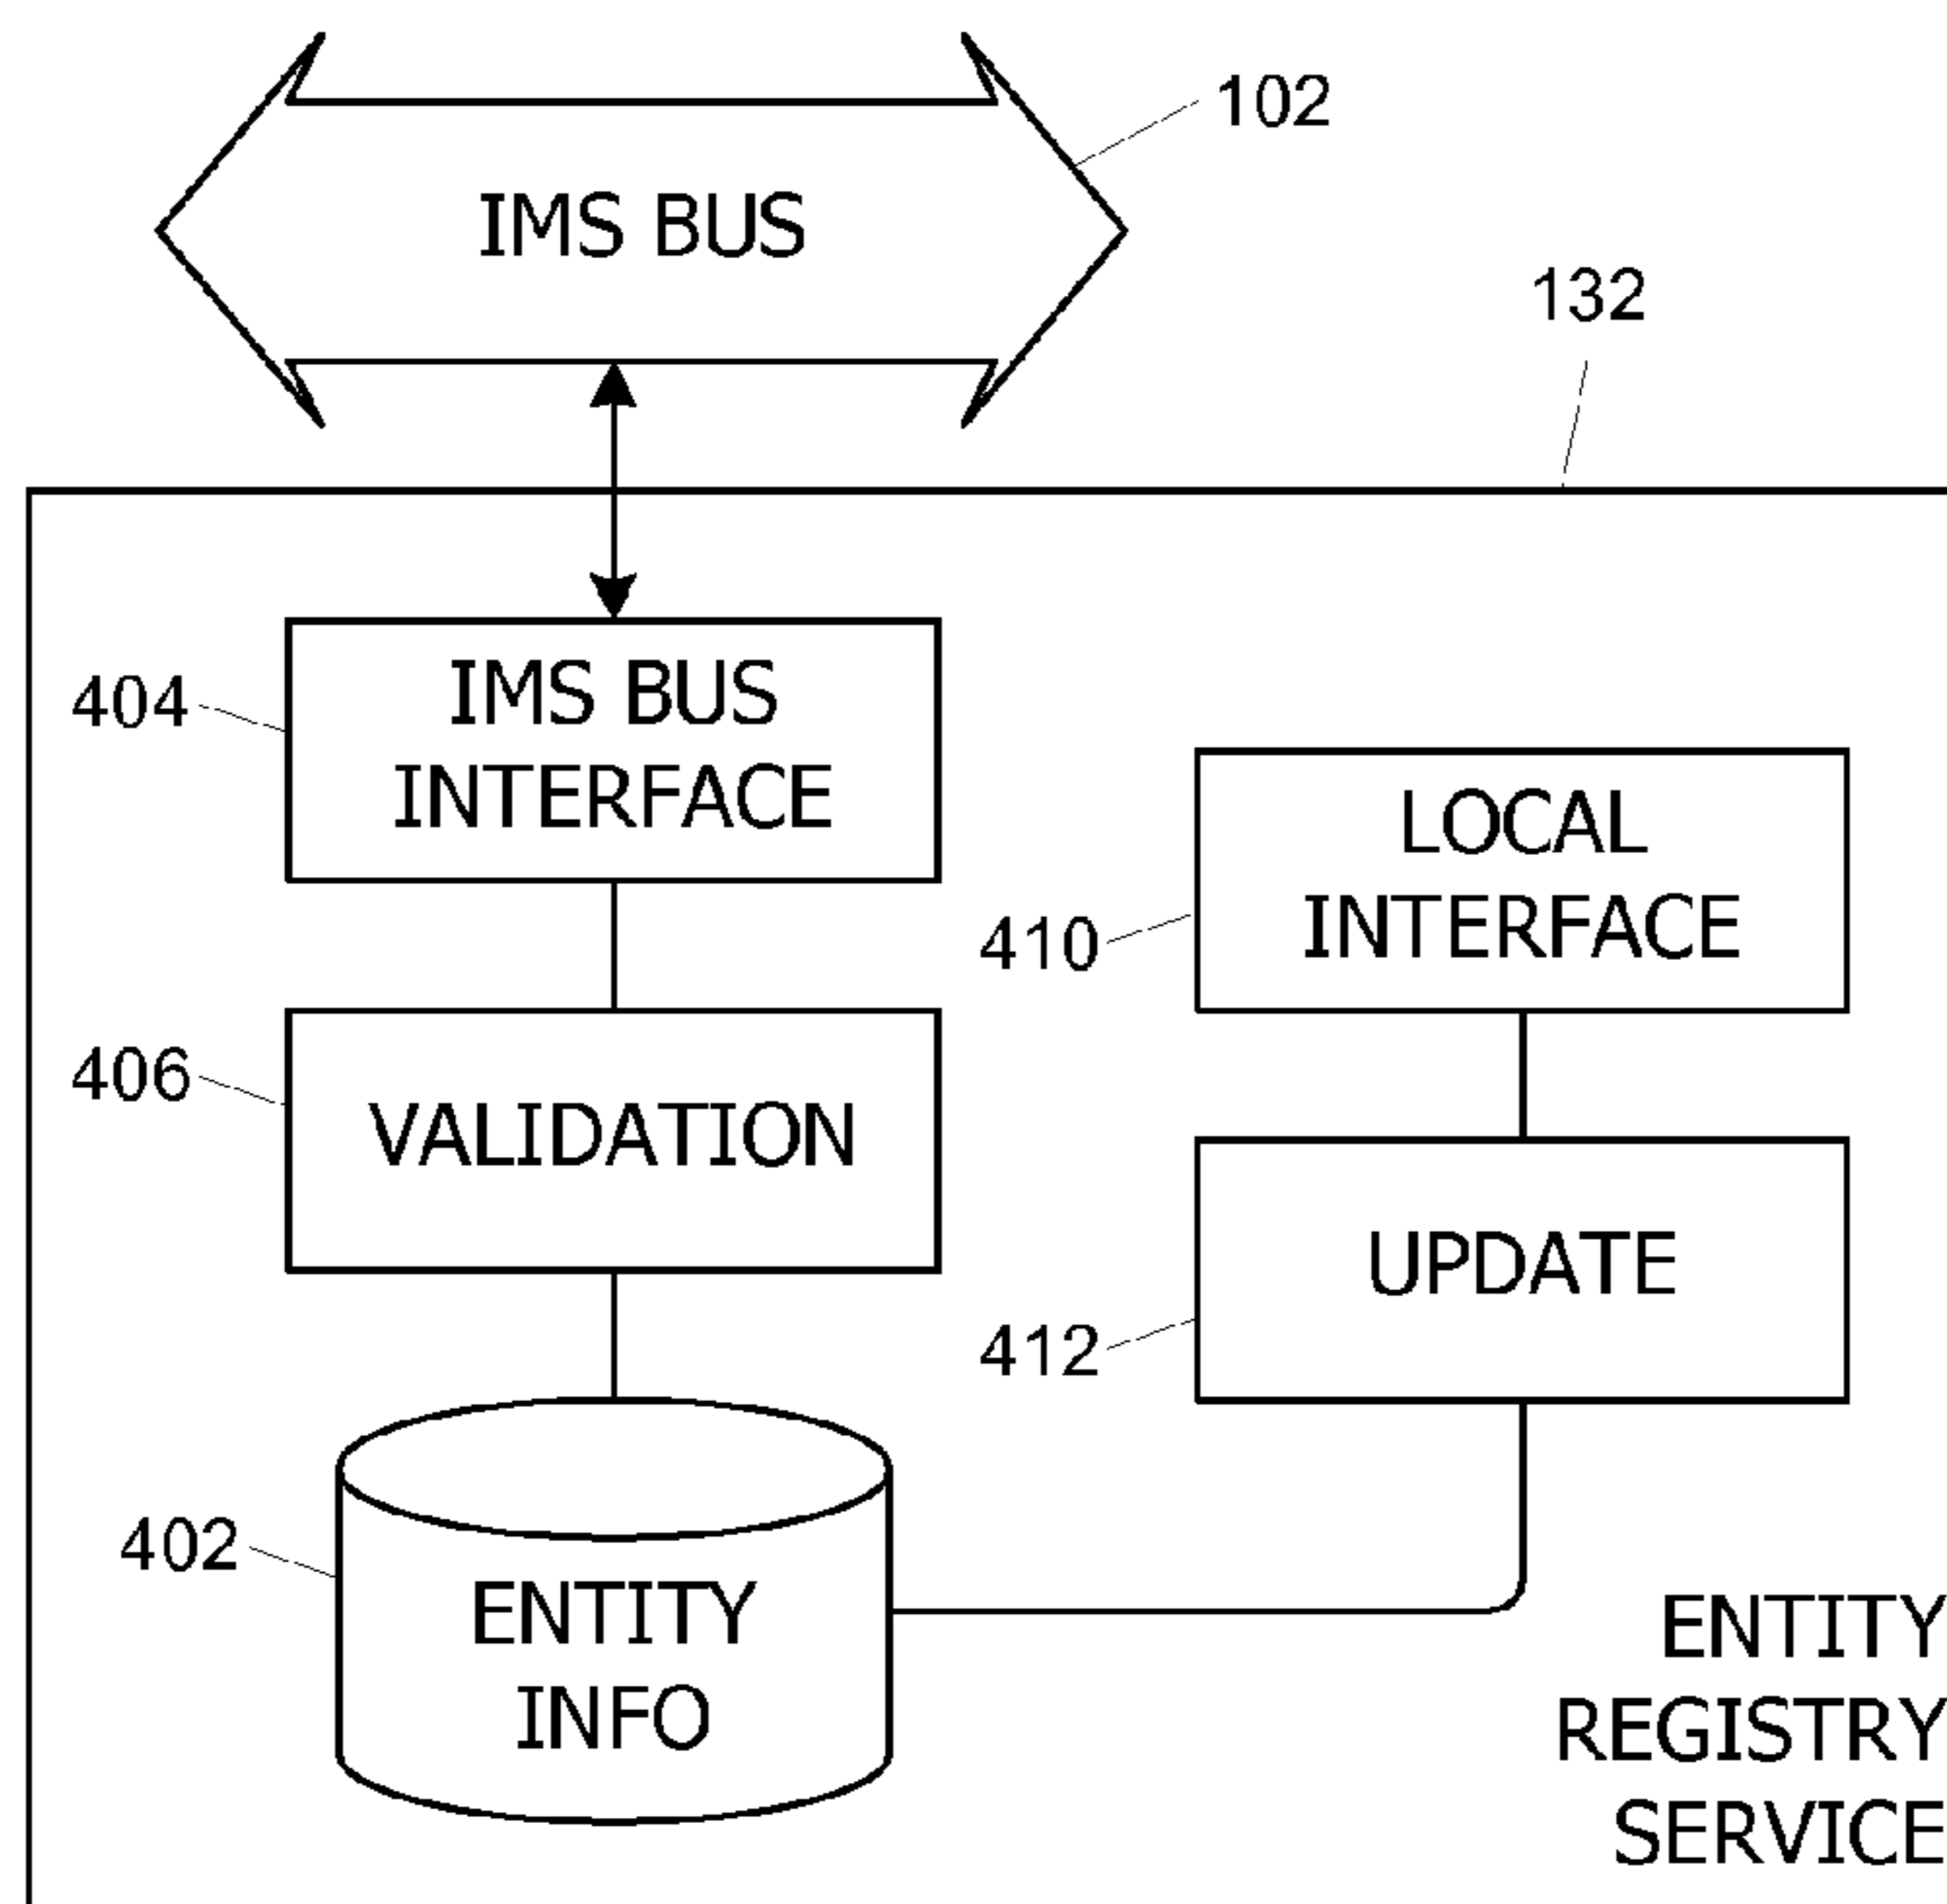 102
IMS BUS
132
404
IMS BUS
INTERFACE
410
LOCAL
INTERFACE
406
VALIDATION
412
UPDATE
402
ENTITY
INFO
ENTITY
REGISTRY
SERVICE